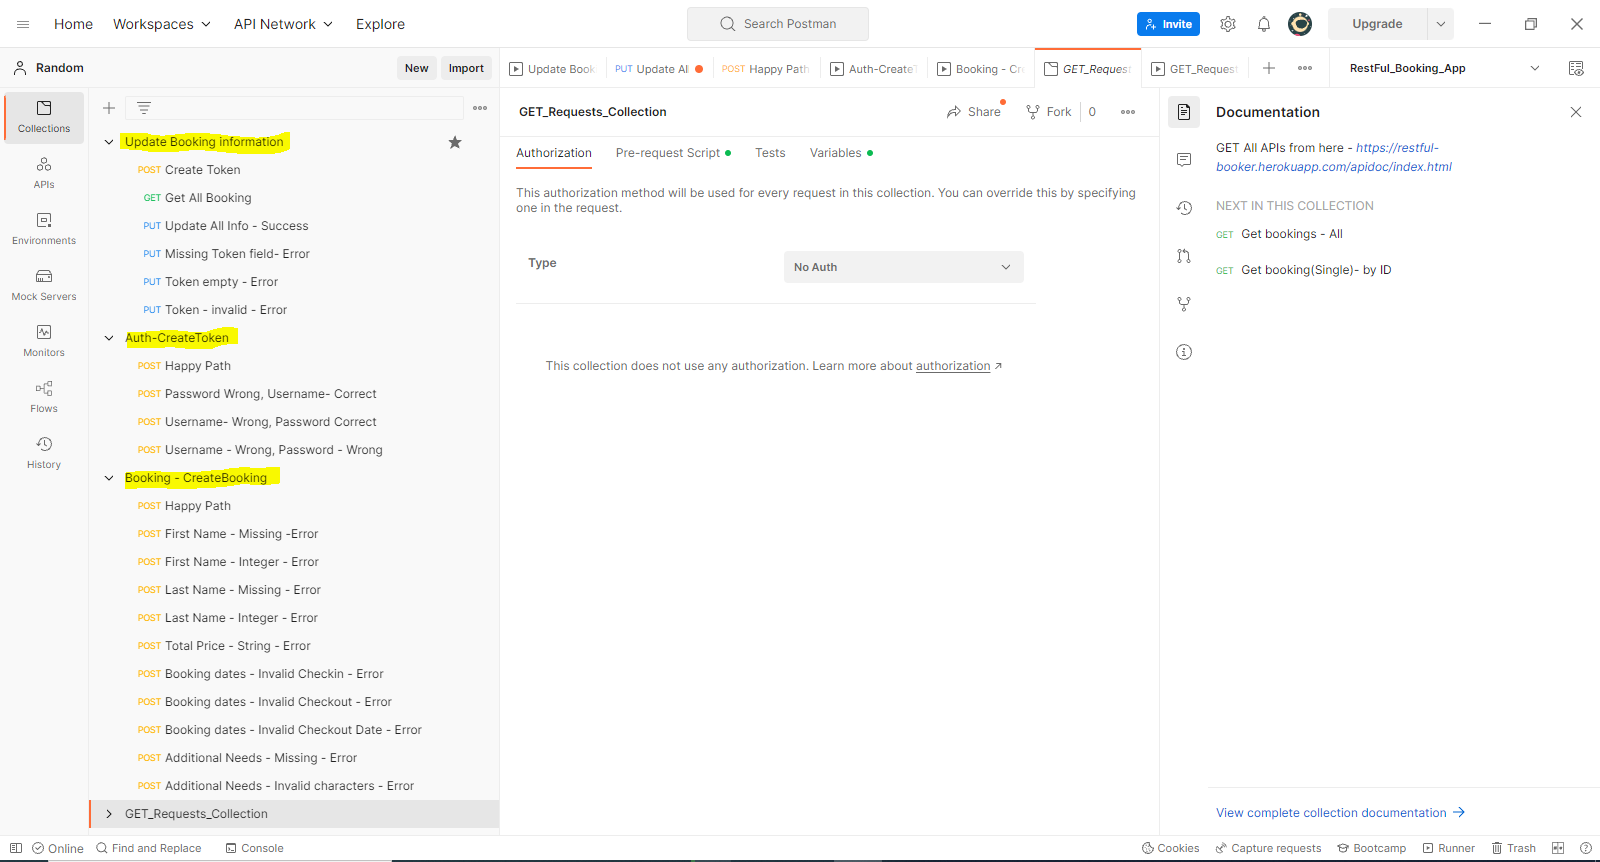 Home Workspaces API Network Explore Search Postman Invite Upgrade
Random New Import
Update Book PUT Update Al POST Happy Path Auth-CreateT Booking - Cr GET_Request GET_Request RestFul_Booking_App
Collections
APIs
Environments
Mock Servers
Monitors
Flows
History
Update Booking information
POST Create Token
GET Get All Booking
PUT Update All Info - Success
PUT Missing Token field- Error
PUT Token empty - Error
PUT Token - invalid - Error
Auth-CreateToken
POST Happy Path
POST Password Wrong, Username- Correct
POST Username- Wrong, Password Correct
POST Username - Wrong, Password - Wrong
Booking - CreateBooking
POST Happy Path
POST First Name - Missing -Error
POST First Name - Integer - Error
POST Last Name - Missing - Error
POST Last Name - Integer - Error
POST Total Price - String - Error
POST Booking dates - Invalid Checkin - Error
POST Booking dates - Invalid Checkout - Error
POST Booking dates - Invalid Checkout Date - Error
POST Additional Needs - Missing - Error
POST Additional Needs - Invalid characters - Error
GET_Requests_Collection
GET_Requests_Collection Share Fork 0
Authorization Pre-request Script Tests Variables
This authorization method will be used for every request in this collection. You can override this by specifying
one in the request.
Type No Auth
This collection does not use any authorization. Learn more about authorization ↗
Documentation
GET All APIs from here - https://restful-
booker.herokuapp.com/apidoc/index.html
NEXT IN THIS COLLECTION
GET Get bookings - All
GET Get booking(Single)- by ID
View complete collection documentation →
Online Find and Replace Console Cookies Capture requests Bootcamp Runner Trash